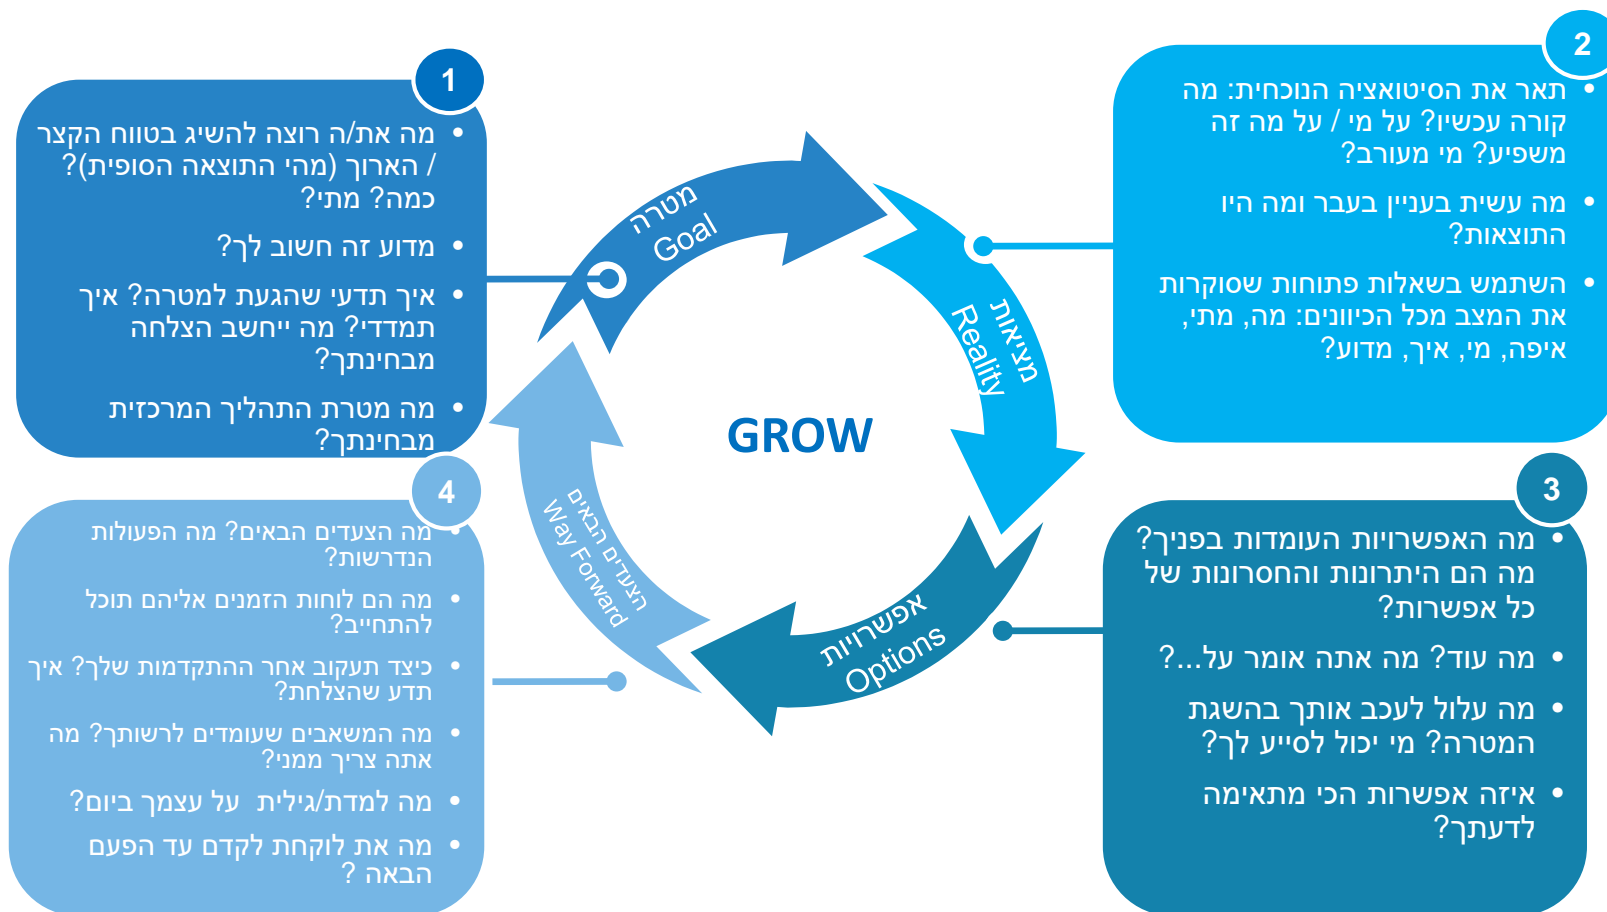 1
• מה את/ה רוצה להשיג בטווח הקצר
/ הארוך (מהי התוצאה הסופית)?
כמה? מתי?
• מדוע זה חשוב לך?
• איך תדעי שהגעת למטרה? איך
תמדדי? מה ייחשב הצלחה
מבחינתך?
• מה מטרת התהליך המרכזית
מבחינתך?
2
• תאר את הסיטואציה הנוכחית: מה
קורה עכשיו? על מי / על מה זה
משפיע? מי מעורב?
• מה עשית בעניין בעבר ומה היו
התוצאות?
• השתמש בשאלות פתוחות שסוקרות
את המצב מכל הכיוונים: מה, מתי,
איפה, מי, איך, מדוע?
3
• מה האפשרויות העומדות בפניך?
מה הם היתרונות והחסרונות של
כל אפשרות?
• מה עוד? מה אתה אומר על...?
• מה עלול לעכב אותך בהשגת
המטרה? מי יכול לסייע לך?
• איזה אפשרות הכי מתאימה
לדעתך?
4
• מה הצעדים הבאים? מה הפעולות
הנדרשות?
• מה הם לוחות הזמנים אליהם תוכל
להתחייב?
• כיצד תעקוב אחר ההתקדמות שלך? איך
תדע שהצלחת?
• מה המשאבים שעומדים לרשותך? מה
אתה צריך ממני?
• מה למדת/גילית על עצמך ביום?
• מה את לוקחת לקדם עד הפעם
הבאה ?
מטרה
Goal
מציאות
Reality
אפשרויות
Options
הצעדים הבאים
Way Forward
GROW